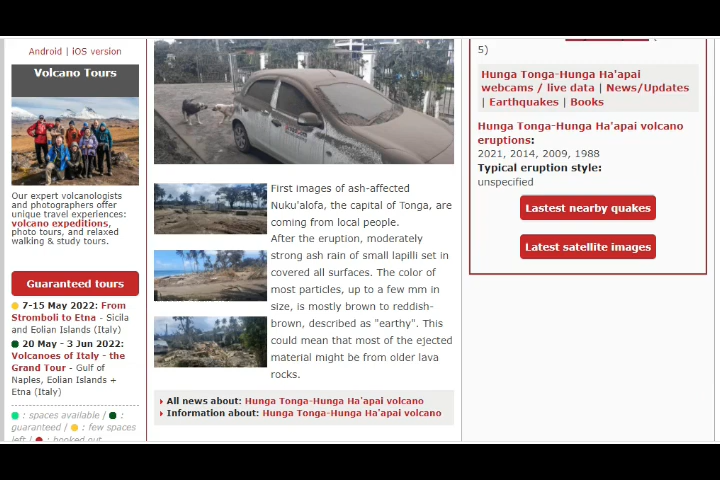 Android | iOS version
Volcano Tours
Our expert volcanologists
and photographers offer
unique travel experiences:
volcano expeditions,
photo tours, and relaxed
walking & study tours.
Guaranteed tours
7-15 May 2022: From
Stromboli to Etna - Sicila
and Eolian Islands (Italy)
20 May - 3 Jun 2022:
Volcanoes of Italy - the
Grand Tour - Gulf of
Naples, Eolian Islands +
Etna (Italy)
: spaces available / :
guaranteed / : few spaces
left / : booked out
First images of ash-affected
Nuku'alofa, the capital of Tonga, are
coming from local people.
After the eruption, moderately
strong ash rain of small lapilli set in
covered all surfaces. The color of
most particles, up to a few mm in
size, is mostly brown to reddish-
brown, described as "earthy". This
could mean that most of the ejected
material might be from older lava
rocks.
All news about: Hunga Tonga-Hunga Ha'apai volcano
Information about: Hunga Tonga-Hunga Ha'apai volcano
5)
Hunga Tonga-Hunga Ha'apai
webcams / live data | News/Updates
| Earthquakes | Books
Hunga Tonga-Hunga Ha'apai volcano
eruptions:
2021, 2014, 2009, 1988
Typical eruption style:
unspecified
Lastest nearby quakes
Latest satellite images